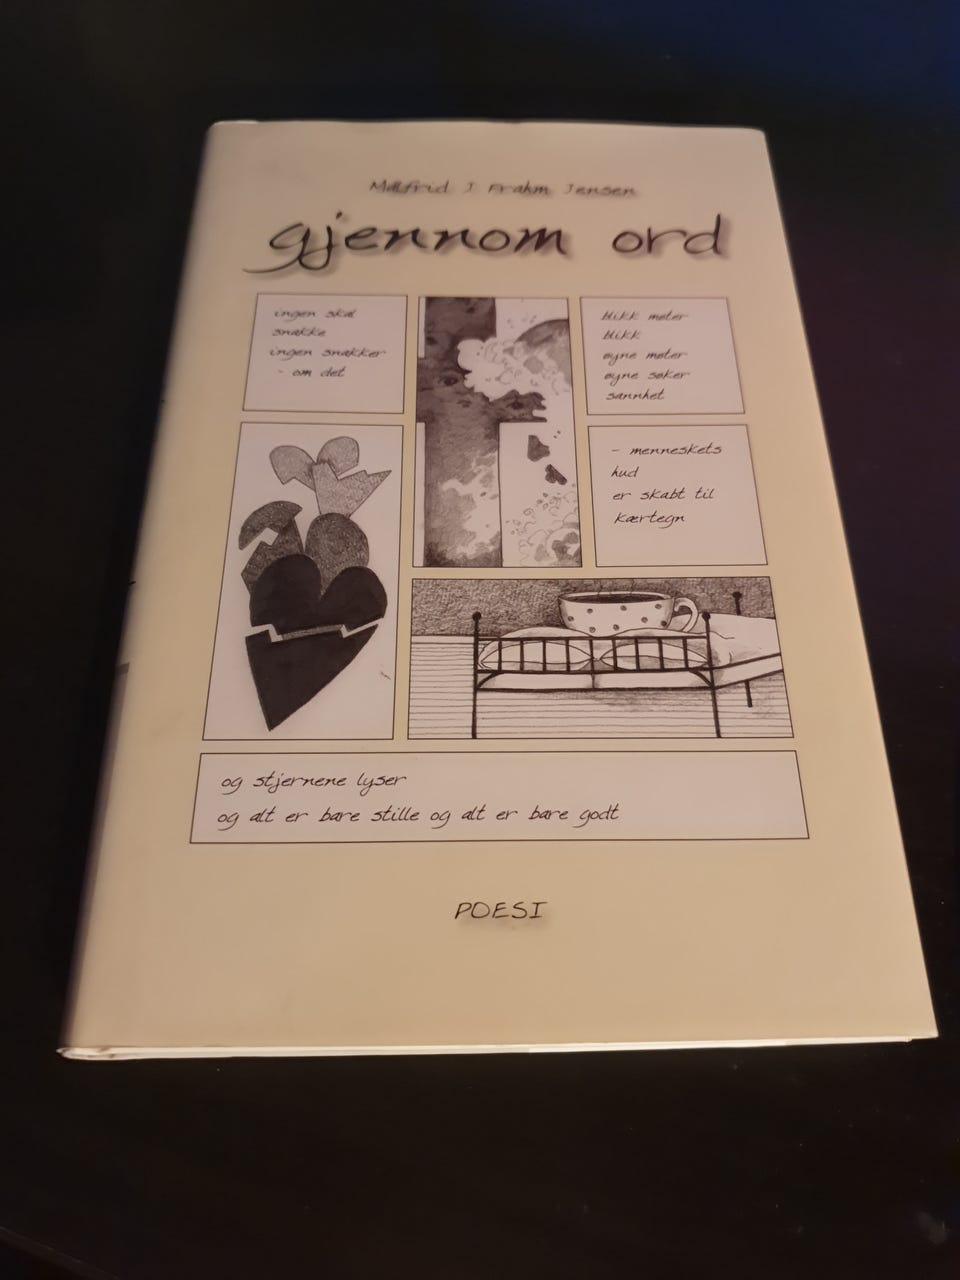 Målfrid J Frahm Jensen
gjennom ord
ingen skal
snakke
ingen snakker
- om det
blikk møter
blikk
øyne møter
øyne søker
sannhet
- menneskets
hud
er skabt til
kærtegn
og stjernene lyser
og alt er bare stille og alt er bare godt
POESI